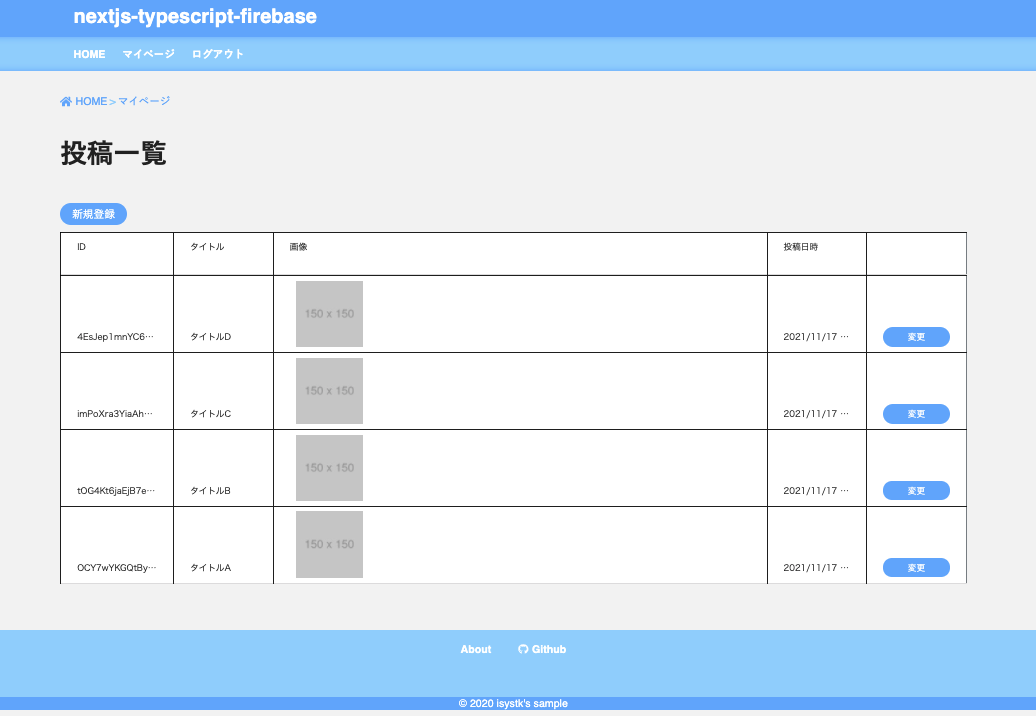 nextjs-typescript-firebase
HOME マイページ ログアウト
HOME > マイページ
投稿一覧
新規登録
ID タイトル 画像 投稿日時
150 x 150
4EsJep1mnYC6… タイトルD 2021/11/17 … 変更
150 x 150
imPoXra3YiaAh… タイトルC 2021/11/17 … 変更
150 x 150
tOG4Kt6jaEjB7e… タイトルB 2021/11/17 … 変更
150 x 150
OCY7wYKGQtBy… タイトルA 2021/11/17 … 変更
About Github
© 2020 isystk's sample